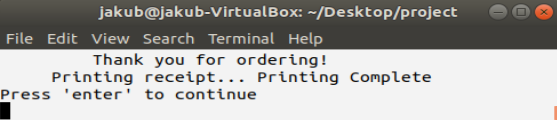 jakub@jakub-VirtualBox: ~/Desktop/project
File Edit View Search Terminal Help
Thank you for ordering!
Printing receipt... Printing Complete
Press 'enter' to continue